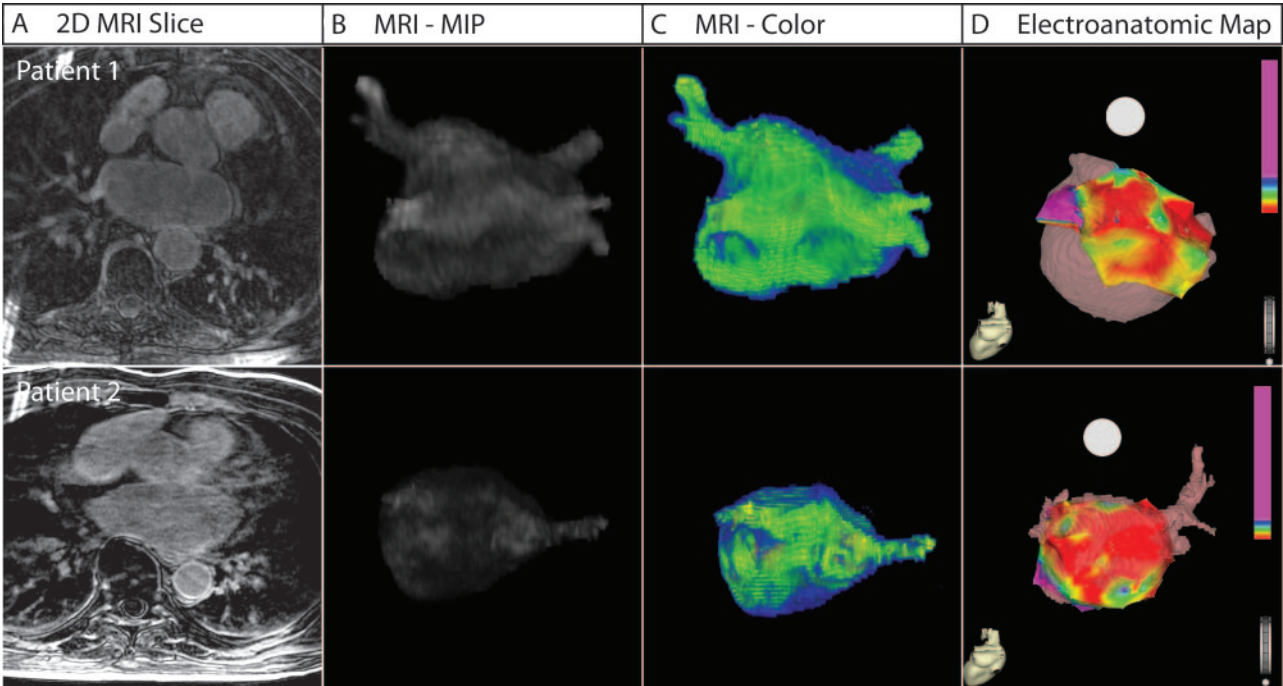 A 2D MRI Slice
B MRI - MIP
C MRI - Color
D Electroanatomic Map
Patient 1
Patient 2